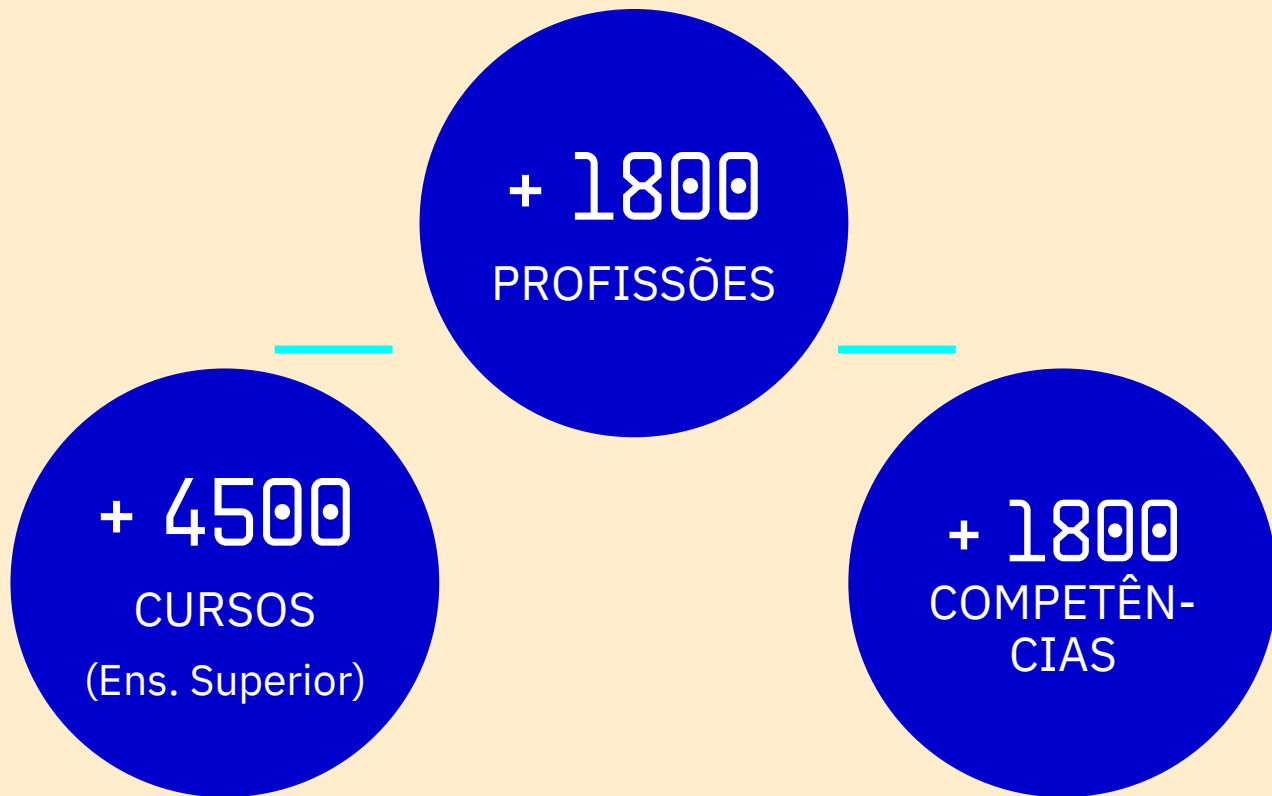 + 1800
PROFISSÕES
+ 4500
CURSOS
(Ens. Superior)
+ 1800
COMPETÊN-
CIAS